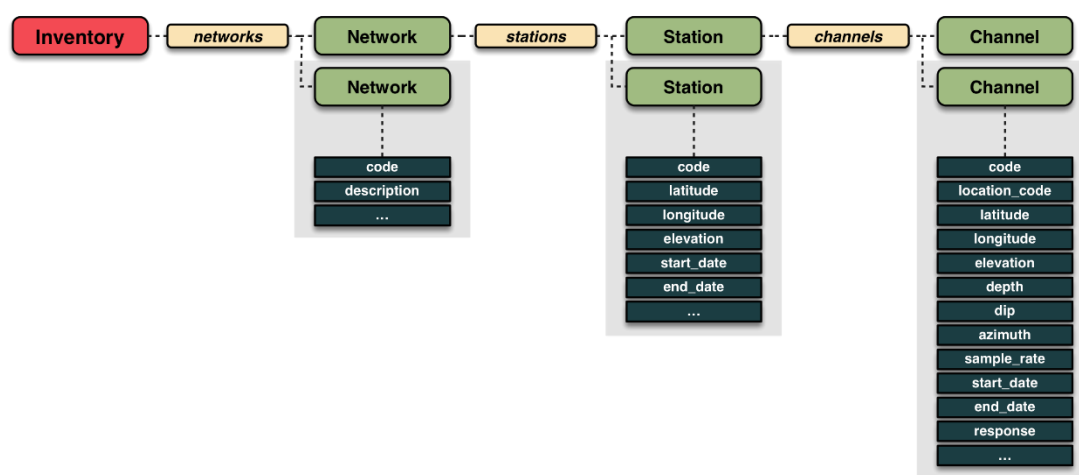 Inventory
networks
Network
stations
Station
channels
Channel
Network
Station
Channel
code
description
...
code
latitude
longitude
elevation
start_date
end_date
...
code
location_code
latitude
longitude
elevation
depth
dip
azimuth
sample_rate
start_date
end_date
response
...